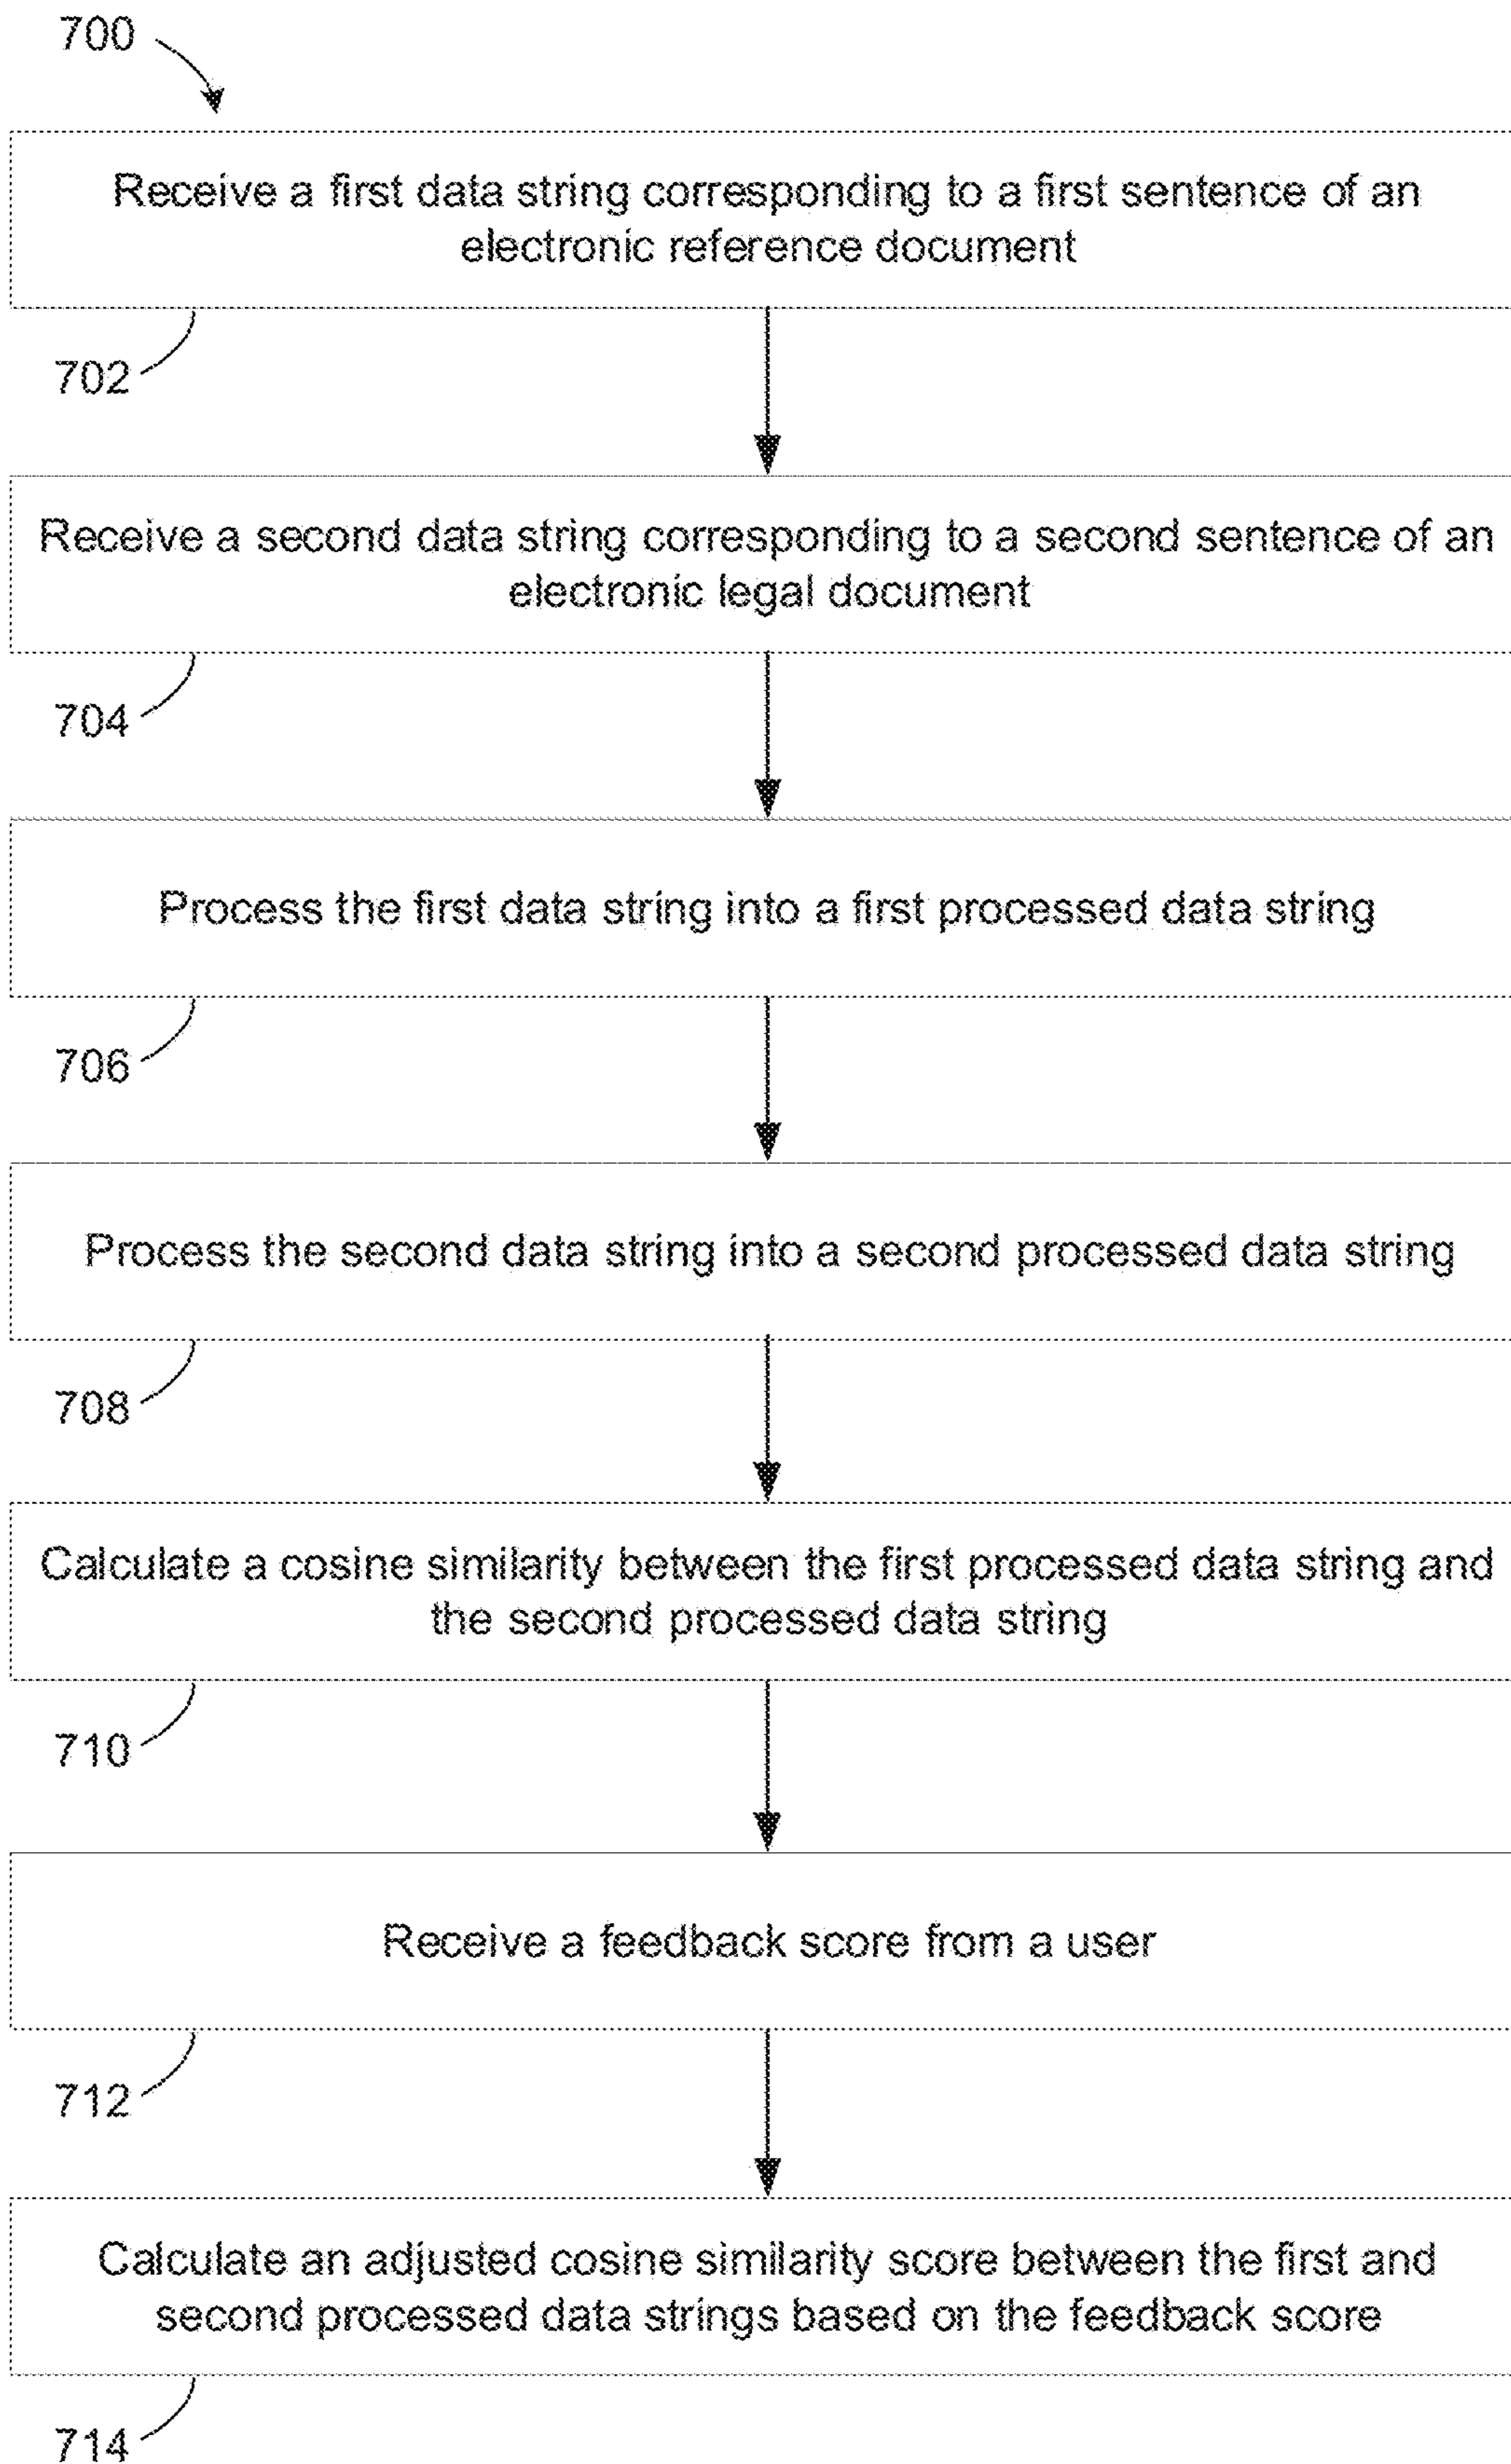 700
Receive a first data string corresponding to a first sentence of an
electronic reference document
702
Receive a second data string corresponding to a second sentence of an
electronic legal document
704
Process the first data string into a first processed data string
706
Process the second data string into a second processed data string
708
Calculate a cosine similarity between the first processed data string and
the second processed data string
710
Receive a feedback score from a user
712
Calculate an adjusted cosine similarity score between the first and
second processed data strings based on the feedback score
714